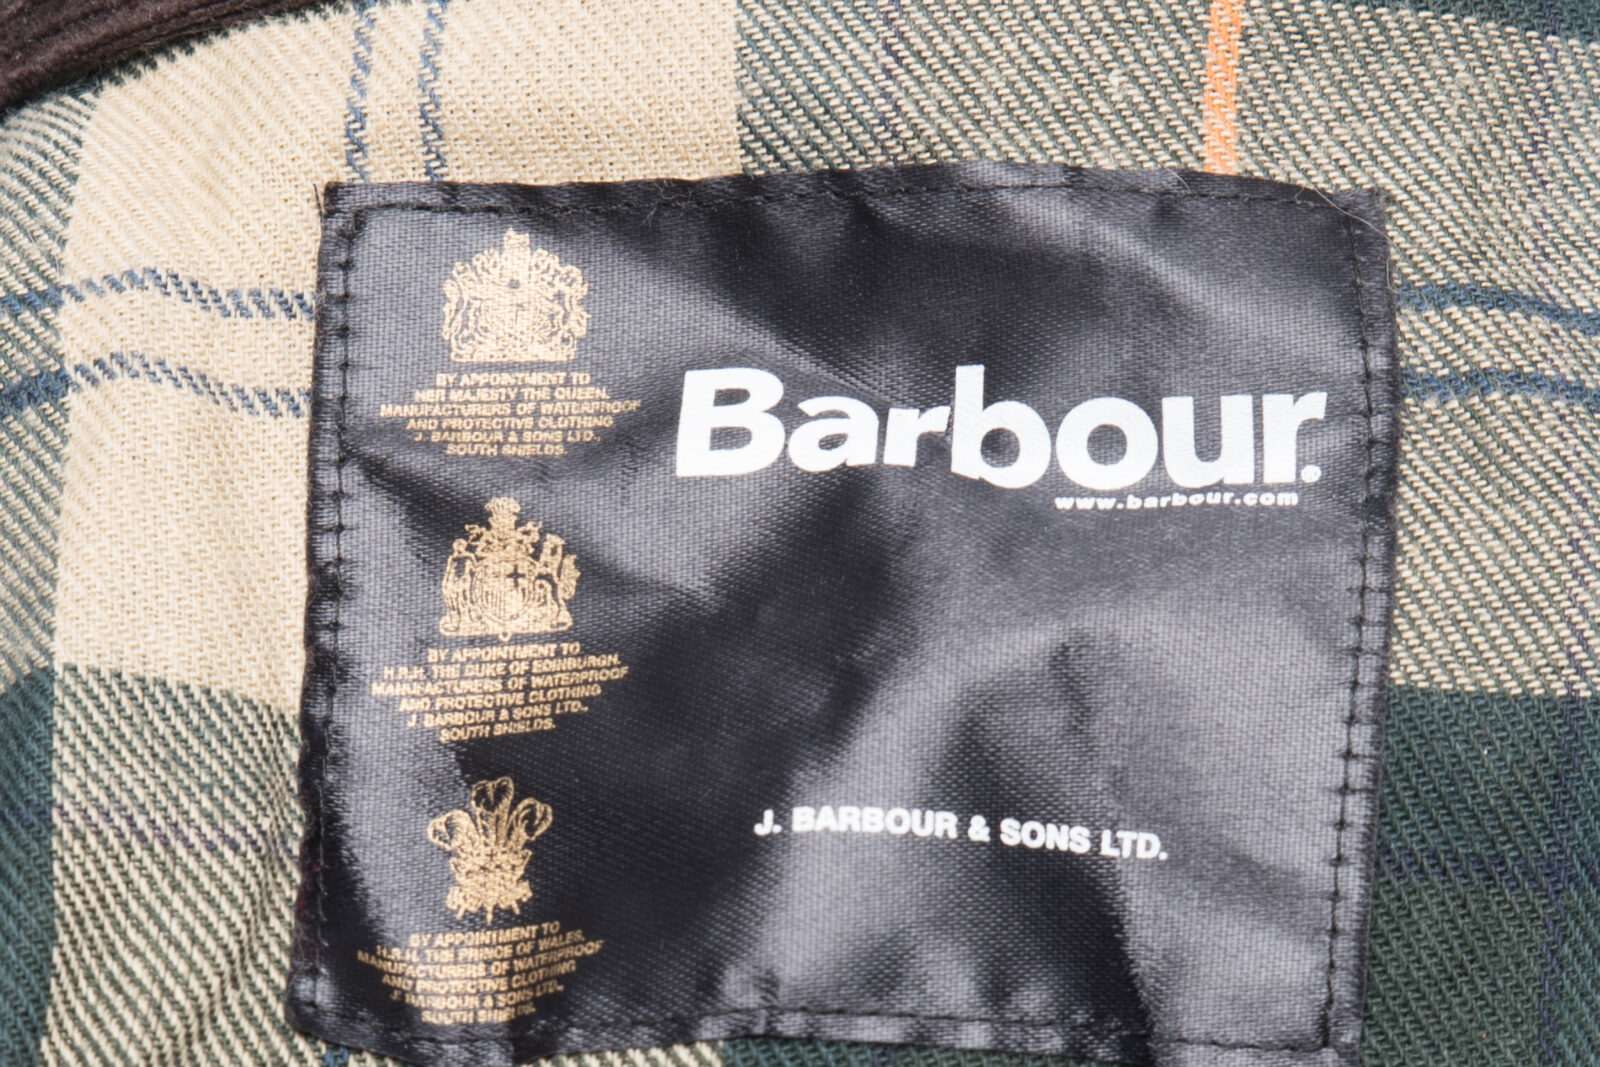 BY APPOINTMENT TO
HER MAJESTY THE QUEEN,
MANUFACTURERS OF WATERPROOF
AND PROTECTIVE CLOTHING
J. BARBOUR & SONS LTD.,
SOUTH SHIELDS.
Barbour.
www.barbour.com
BY APPOINTMENT TO
H.R.H. THE DUKE OF EDINBURGH,
MANUFACTURERS OF WATERPROOF
AND PROTECTIVE CLOTHING
J. BARBOUR & SONS LTD.,
SOUTH SHIELDS.
J. BARBOUR & SONS LTD.
BY APPOINTMENT TO
H.R.H. THE PRINCE OF WALES,
MANUFACTURERS OF WATERPROOF
AND PROTECTIVE CLOTHING
J. BARBOUR & SONS LTD.,
SOUTH SHIELDS.